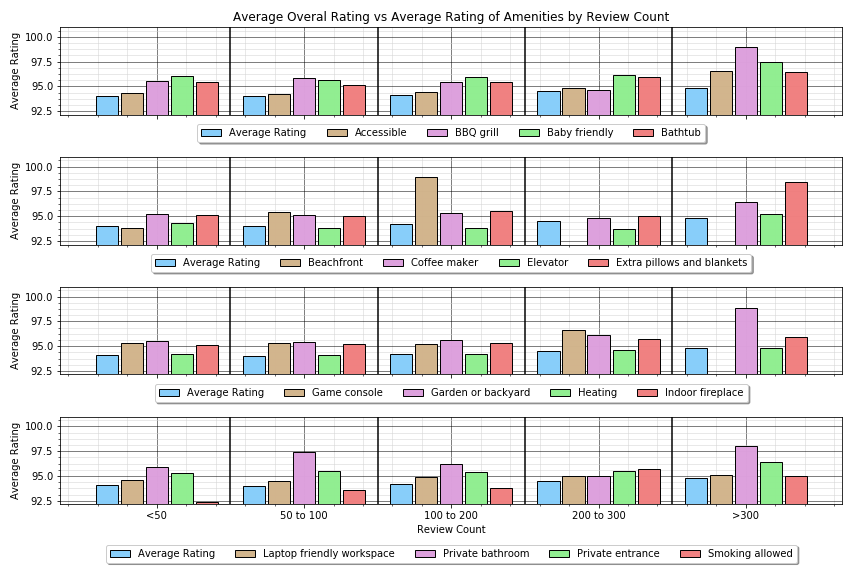 Average Overal Rating vs Average Rating of Amenities by Review Count
100.0
97.5
95.0
92.5
Average Rating
Average Rating Accessible BBQ grill Baby friendly Bathtub
100.0
97.5
95.0
92.5
Average Rating
Average Rating Beachfront Coffee maker Elevator Extra pillows and blankets
100.0
97.5
95.0
92.5
Average Rating
Average Rating Game console Garden or backyard Heating Indoor fireplace
100.0
97.5
95.0
92.5
Average Rating
<50 50 to 100 100 to 200 200 to 300 >300
Review Count
Average Rating Laptop friendly workspace Private bathroom Private entrance Smoking allowed